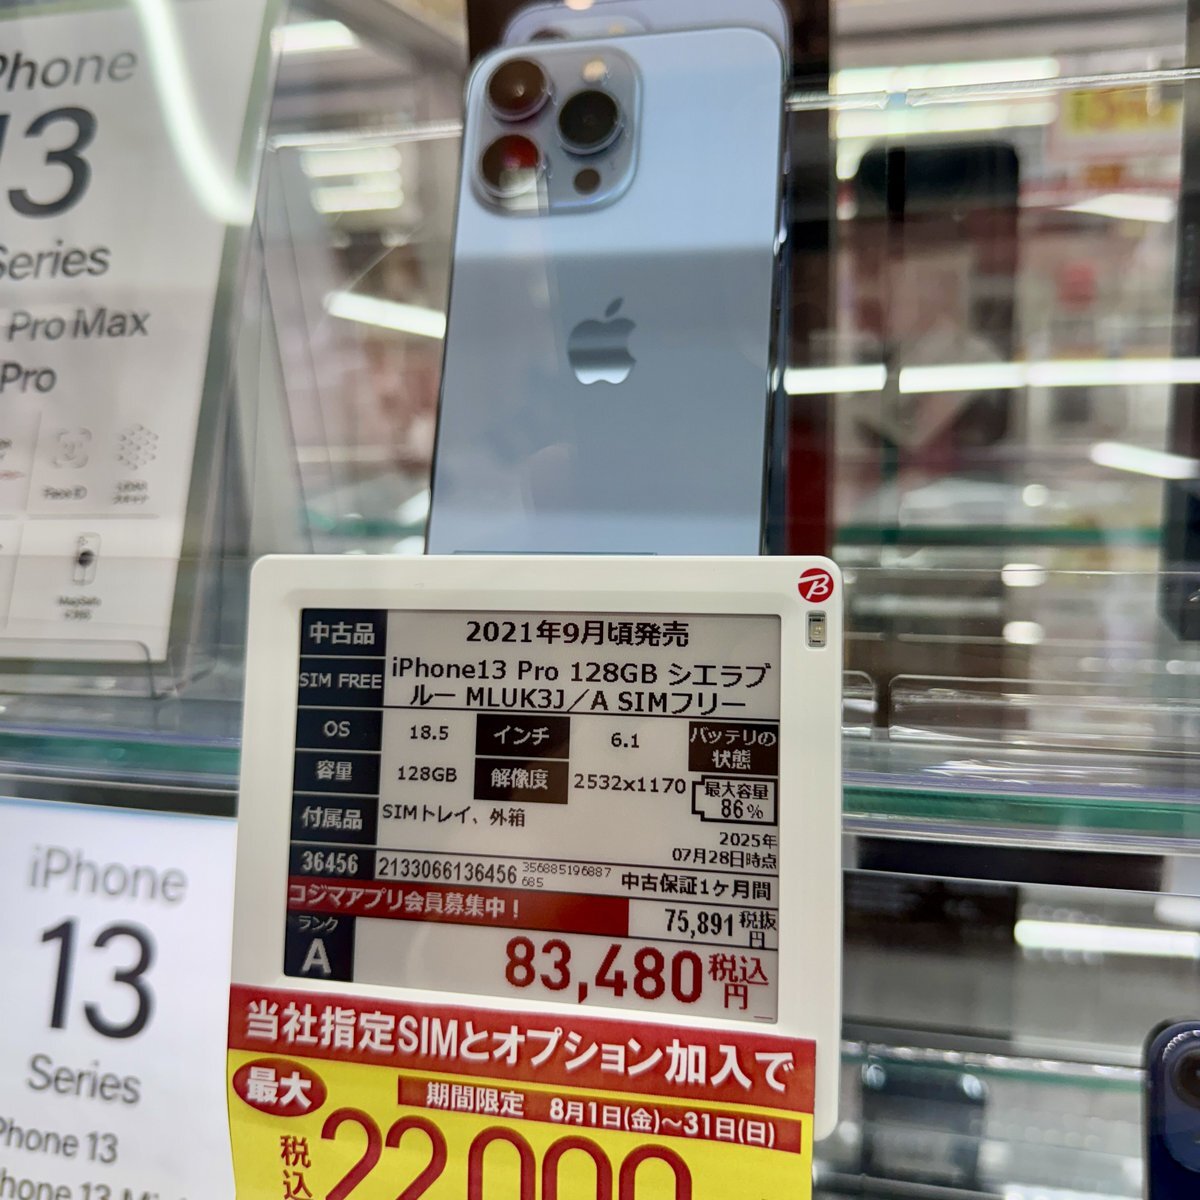 Phone
13
Series
Pro Max
Pro
Face ID
中古品
2021年9月頃発売
SIM FREE
iPhone13 Pro 128GB シエラブ
ルー MLUK3J／A SIMフリー
OS
18.5
インチ
6.1
バッテリの
状態
容量
128GB
解像度
2532x1170
最大容量
86%
付属品
SIMトレイ、外箱
2025年
07月28日時点
36456
2133066136456
356885196887
685
中古保証1ヶ月間
コジマアプリ会員募集中！
75,891 税抜
円
ランク
A
83,480 税込
円
当社指定SIMとオプション加入で
最大
期間限定 8月1日(金)～31日(日)
税込
22,000
iPhone
13
Series
Phone 13